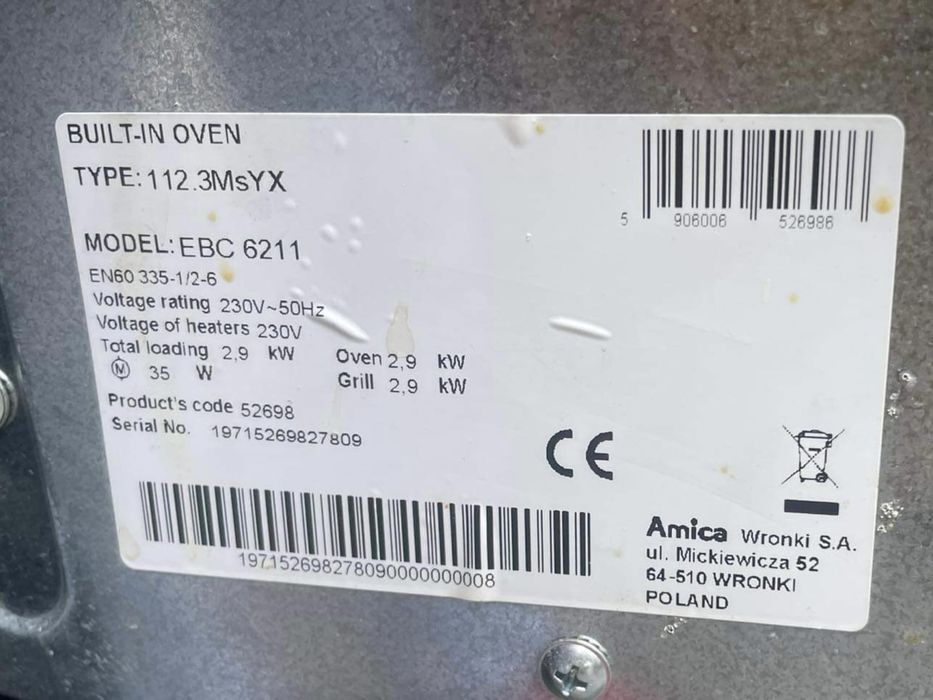 BUILT-IN OVEN
TYPE: 112.3MsYX
MODEL: EBC 6211
EN60 335-1/2-6
Voltage rating 230V~50Hz
Voltage of heaters 230V
Total loading 2,9 kW Oven 2,9 kW
M 35 W Grill 2,9 kW
Product's code 52698
Serial No. 19715269827809
5 906006 526986
CE
197152698278090000000008
Amica Wronki S.A.
ul. Mickiewicza 52
64-510 WRONKI
POLAND